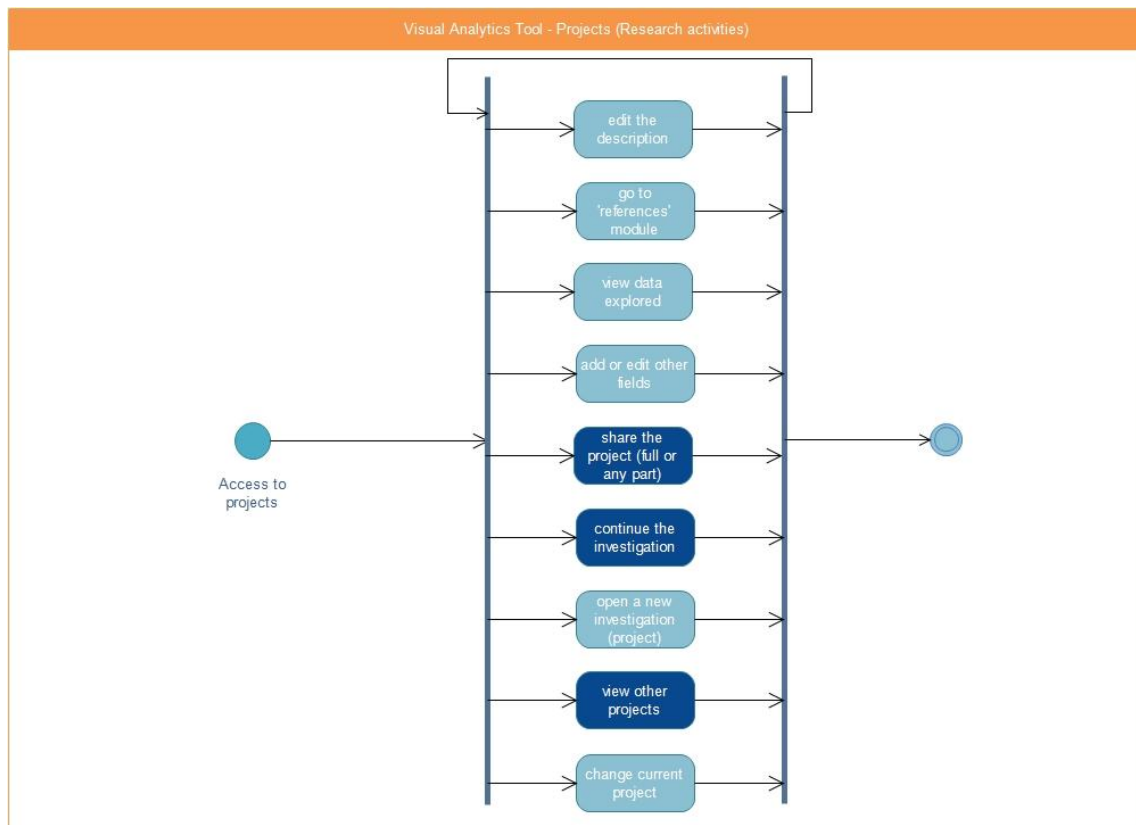 Visual Analytics Tool - Projects (Research activities)
edit the
description
go to
'references'
module
view data
explored
add or edit other
fields
share the
project (full or
any part)
Access to
projects
continue the
investigation
open a new
investigation
(project)
view other
projects
change current
project